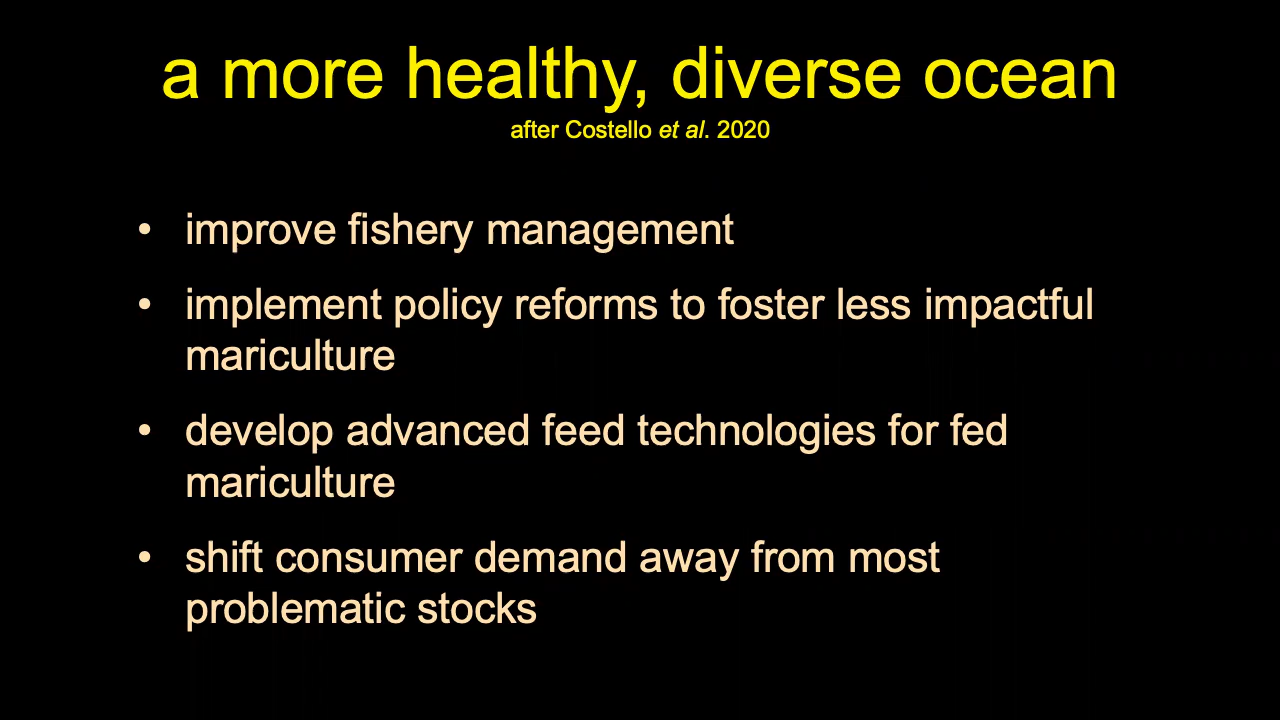 a more healthy, diverse ocean
after Costello et al. 2020
• improve fishery management
• implement policy reforms to foster less impactful
mariculture
• develop advanced feed technologies for fed
mariculture
• shift consumer demand away from most
problematic stocks